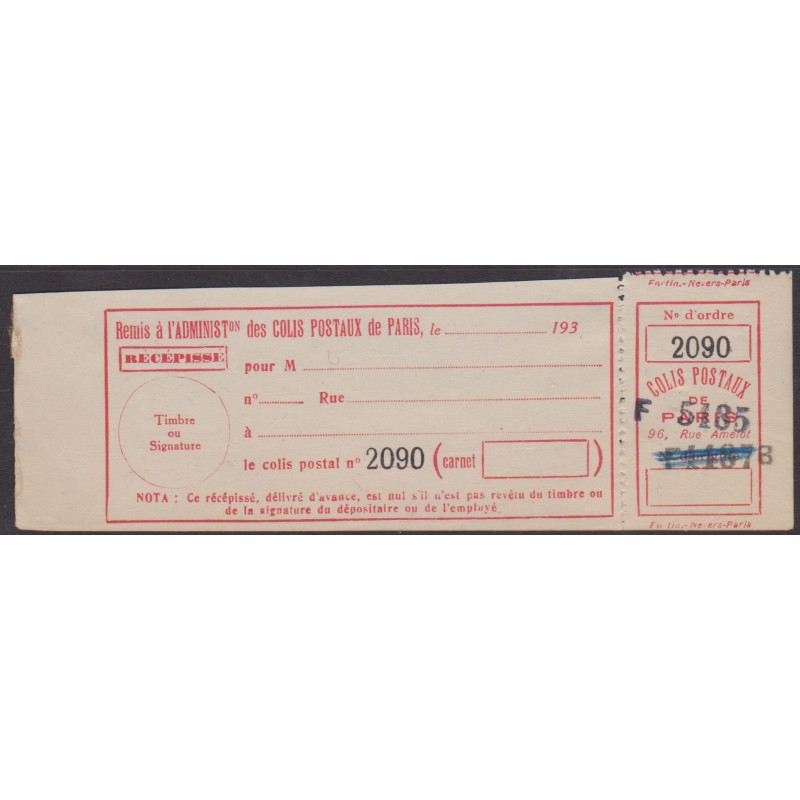 Remis à l'ADMINISTON des COLIS POSTAUX de PARIS, le 193
RÉCÉPISSÉ
pour M
n° Rue
Timbre
ou
Signature
à
le colis postal n° 2090 (carnet )
NOTA : Ce récépissé, délivré d'avance, est nul s'il n'est pas revêtu du timbre ou
de la signature du dépositaire ou de l'employé.
Fortin.-Nevers-Paris
N° d'ordre
2090
COLIS POSTAUX
DE
PARIS
F 5185
96, Rue Amelot
Fortin.-Nevers-Paris